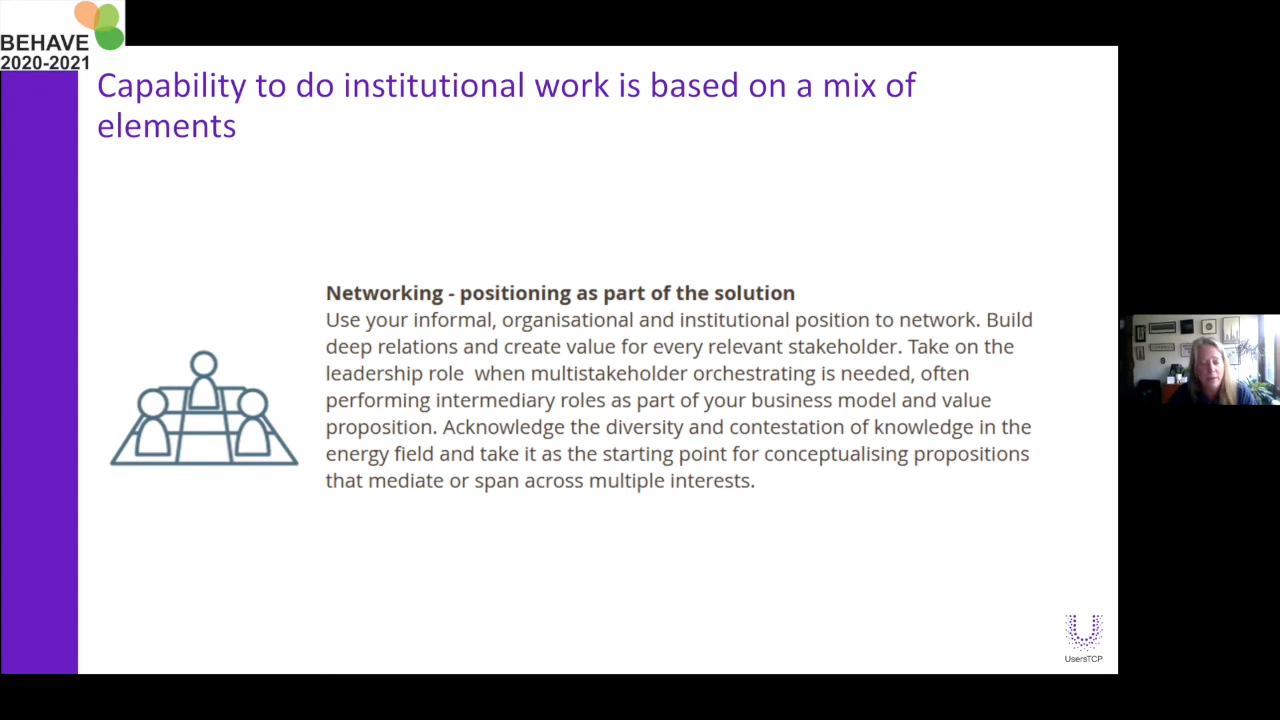 BEHAVE
2020-2021
Capability to do institutional work is based on a mix of
elements
Networking - positioning as part of the solution
Use your informal, organisational and institutional position to network. Build
deep relations and create value for every relevant stakeholder. Take on the
leadership role  when multistakeholder orchestrating is needed, often
performing intermediary roles as part of your business model and value
proposition. Acknowledge the diversity and contestation of knowledge in the
energy field and take it as the starting point for conceptualising propositions
that mediate or span across multiple interests.
UsersTCP